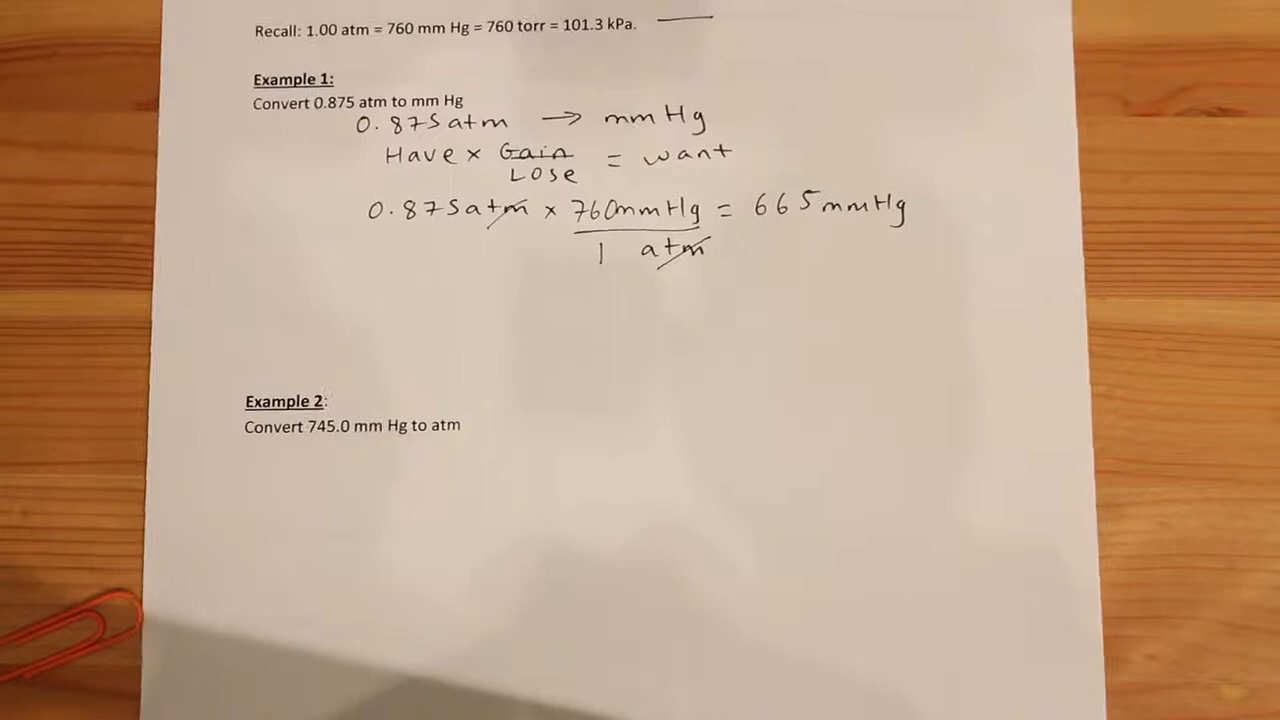 Recall: 1.00 atm = 760 mm Hg = 760 torr = 101.3 kPa.
Example 1:
Convert 0.875 atm to mm Hg
0.875 atm → mmHg
Have × Gain = want
Lose
0.875 atm × 760mmHg = 665 mmHg
1 atm
Example 2:
Convert 745.0 mm Hg to atm